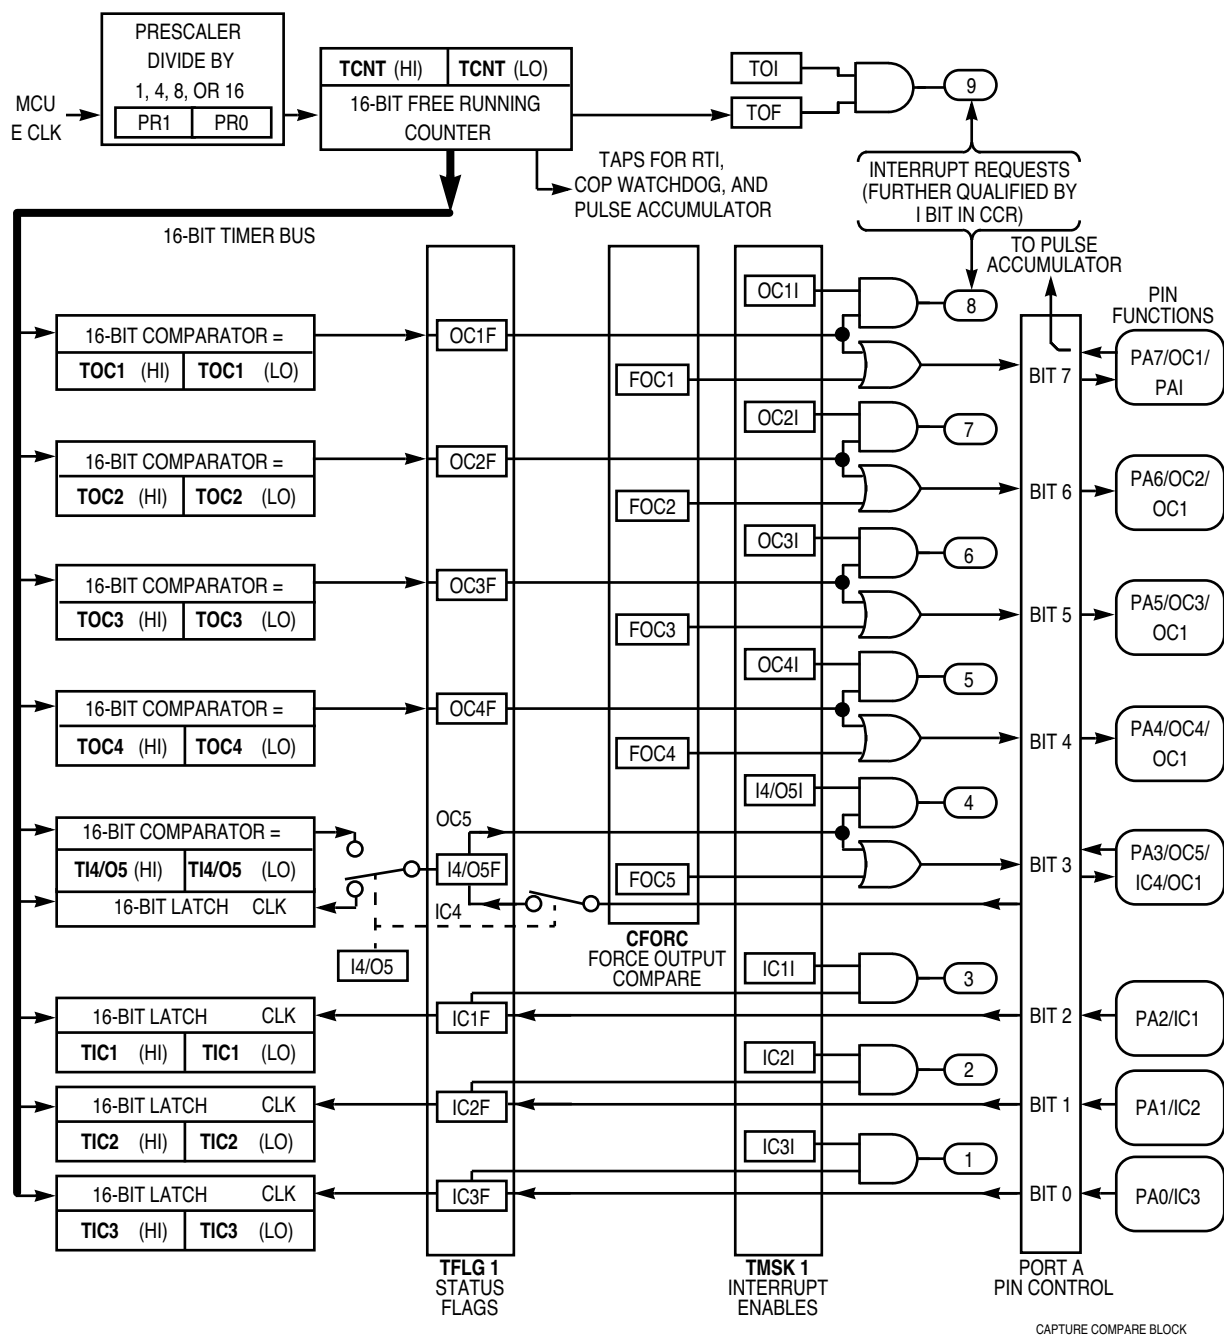 PRESCALER
DIVIDE BY
1, 4, 8, OR 16
PR1 PR0
MCU
E CLK
TCNT (HI) TCNT (LO)
16-BIT FREE RUNNING
COUNTER
TOI
TOF
9
TAPS FOR RTI,
COP WATCHDOG, AND
PULSE ACCUMULATOR
INTERRUPT REQUESTS
(FURTHER QUALIFIED BY
I BIT IN CCR)
16-BIT TIMER BUS
TO PULSE
ACCUMULATOR
PIN
FUNCTIONS
OC1I
8
16-BIT COMPARATOR =
TOC1 (HI) TOC1 (LO)
OC1F
FOC1
BIT 7
PA7/OC1/
PAI
OC2I
7
16-BIT COMPARATOR =
TOC2 (HI) TOC2 (LO)
OC2F
FOC2
BIT 6
PA6/OC2/
OC1
OC3I
6
16-BIT COMPARATOR =
TOC3 (HI) TOC3 (LO)
OC3F
FOC3
BIT 5
PA5/OC3/
OC1
OC4I
5
16-BIT COMPARATOR =
TOC4 (HI) TOC4 (LO)
OC4F
FOC4
BIT 4
PA4/OC4/
OC1
I4/O5I
4
16-BIT COMPARATOR =
TI4/O5 (HI) TI4/O5 (LO)
16-BIT LATCH CLK
OC5
I4/O5F
IC4
FOC5
BIT 3
PA3/OC5/
IC4/OC1
I4/O5
CFORC
FORCE OUTPUT
COMPARE
IC1I
3
16-BIT LATCH CLK
TIC1 (HI) TIC1 (LO)
IC1F
BIT 2
PA2/IC1
IC2I
2
16-BIT LATCH CLK
TIC2 (HI) TIC2 (LO)
IC2F
BIT 1
PA1/IC2
IC3I
1
16-BIT LATCH CLK
TIC3 (HI) TIC3 (LO)
IC3F
BIT 0
PA0/IC3
TFLG 1
STATUS
FLAGS
TMSK 1
INTERRUPT
ENABLES
PORT A
PIN CONTROL
CAPTURE COMPARE BLOCK